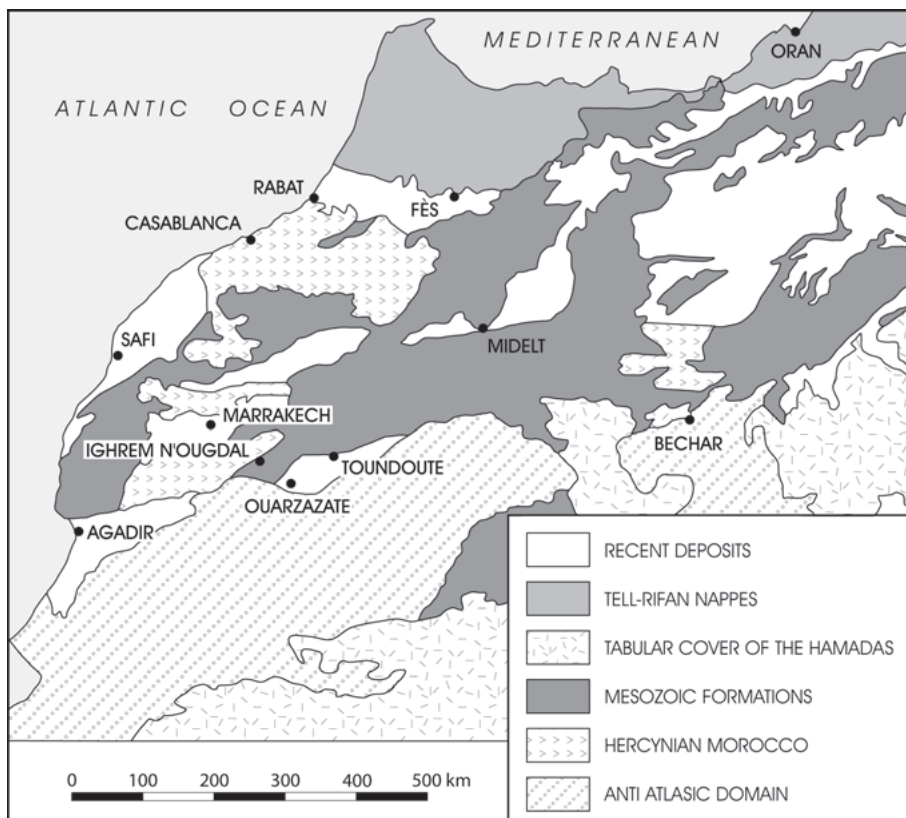 MEDITERRANEAN
ORAN
ATLANTIC OCEAN
RABAT
FÈS
CASABLANCA
SAFI
MIDELT
MARRAKECH
IGHREM N'OUGDAL
TOUNDOUTE
BECHAR
OUARZAZATE
AGADIR
RECENT DEPOSITS
TELL-RIFAN NAPPES
TABULAR COVER OF THE HAMADAS
MESOZOIC FORMATIONS
HERCYNIAN MOROCCO
ANTI ATLASIC DOMAIN
0 100 200 300 400 500 km